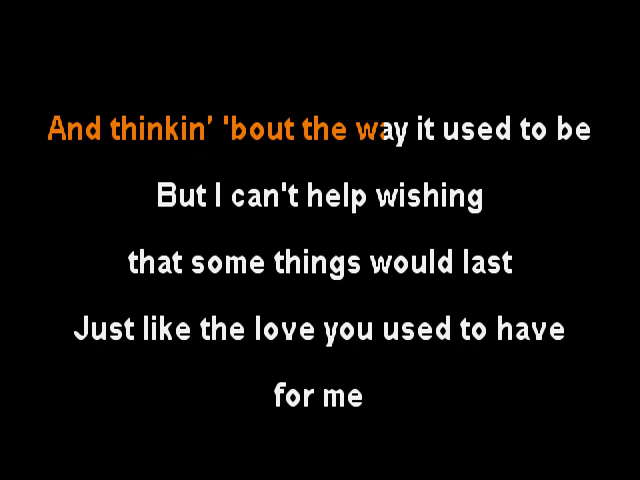 And thinkin’ 'bout the way it used to be
But I can't help wishing
that some things would last
Just like the love you used to have
for me